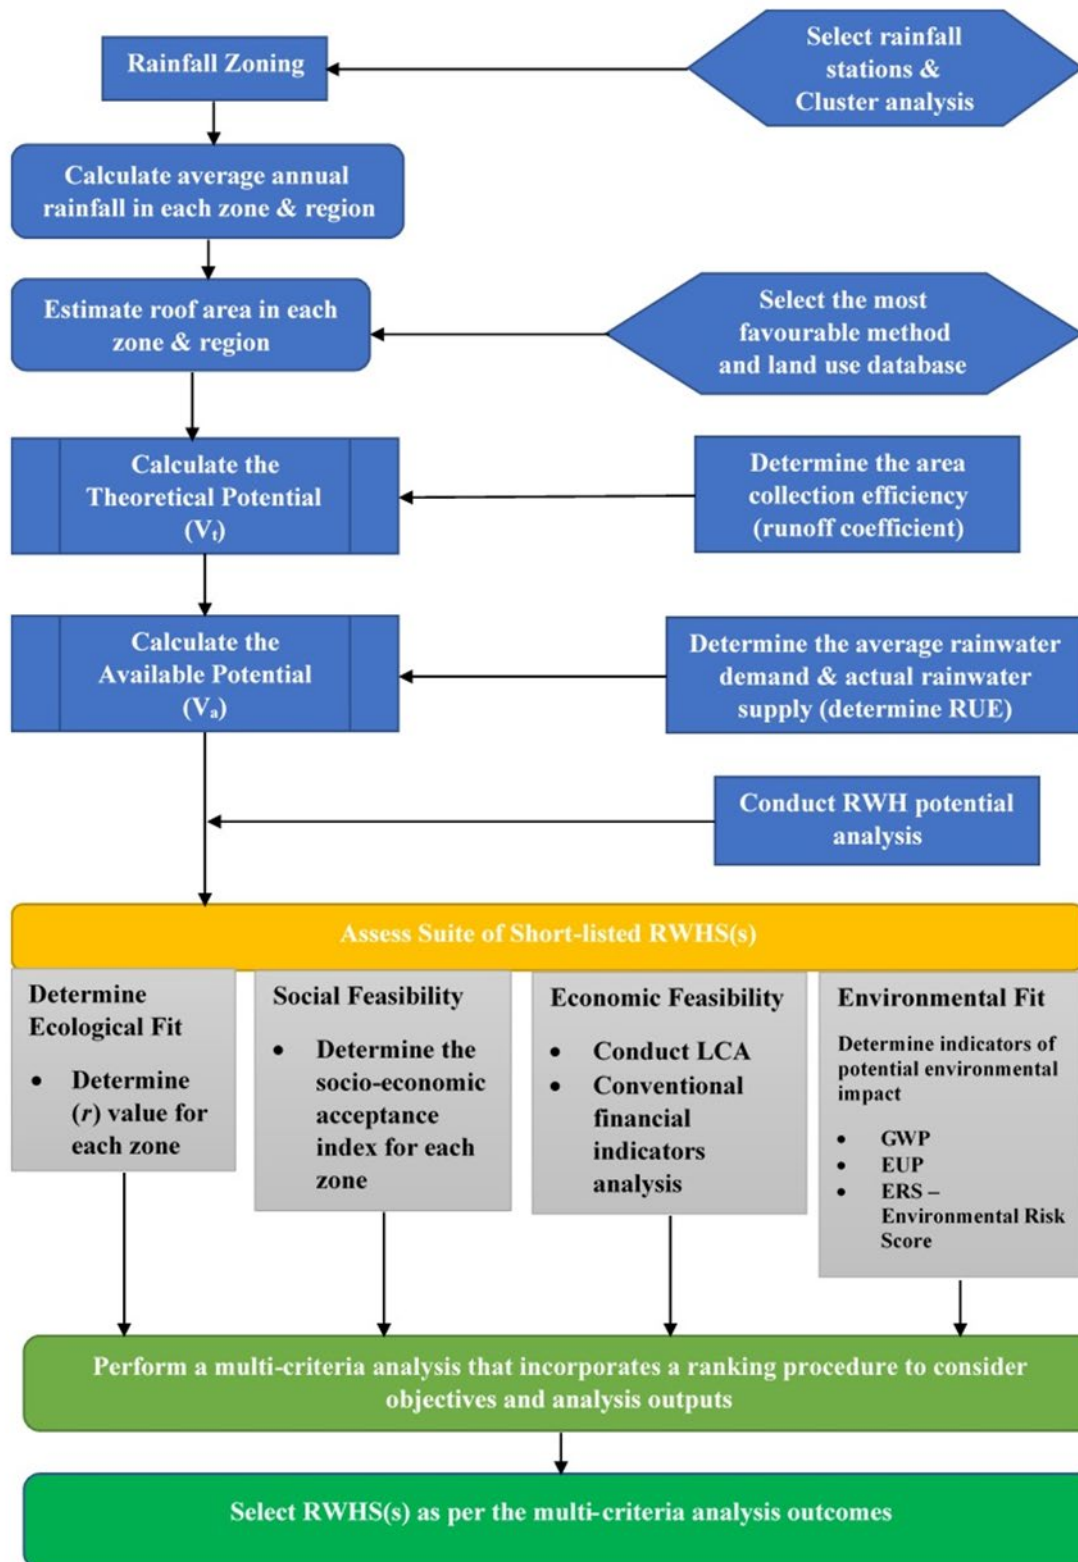 Rainfall Zoning
Select rainfall
stations &
Cluster analysis
Calculate average annual
rainfall in each zone & region
Estimate roof area in each
zone & region
Select the most
favourable method
and land use database
Calculate the
Theoretical Potential
(Vₜ)
Determine the area
collection efficiency
(runoff coefficient)
Calculate the
Available Potential
(Vₐ)
Determine the average rainwater
demand & actual rainwater
supply (determine RUE)
Conduct RWH potential
analysis
Assess Suite of Short-listed RWHS(s)
Determine
Ecological Fit
• Determine
(r) value for
each zone
Social Feasibility
• Determine the
socio-economic
acceptance
index for each
zone
Economic Feasibility
• Conduct LCA
• Conventional
financial
indicators
analysis
Environmental Fit
Determine indicators of
potential environmental
impact
• GWP
• EUP
• ERS –
Environmental Risk
Score
Perform a multi-criteria analysis that incorporates a ranking procedure to consider
objectives and analysis outputs
Select RWHS(s) as per the multi-criteria analysis outcomes